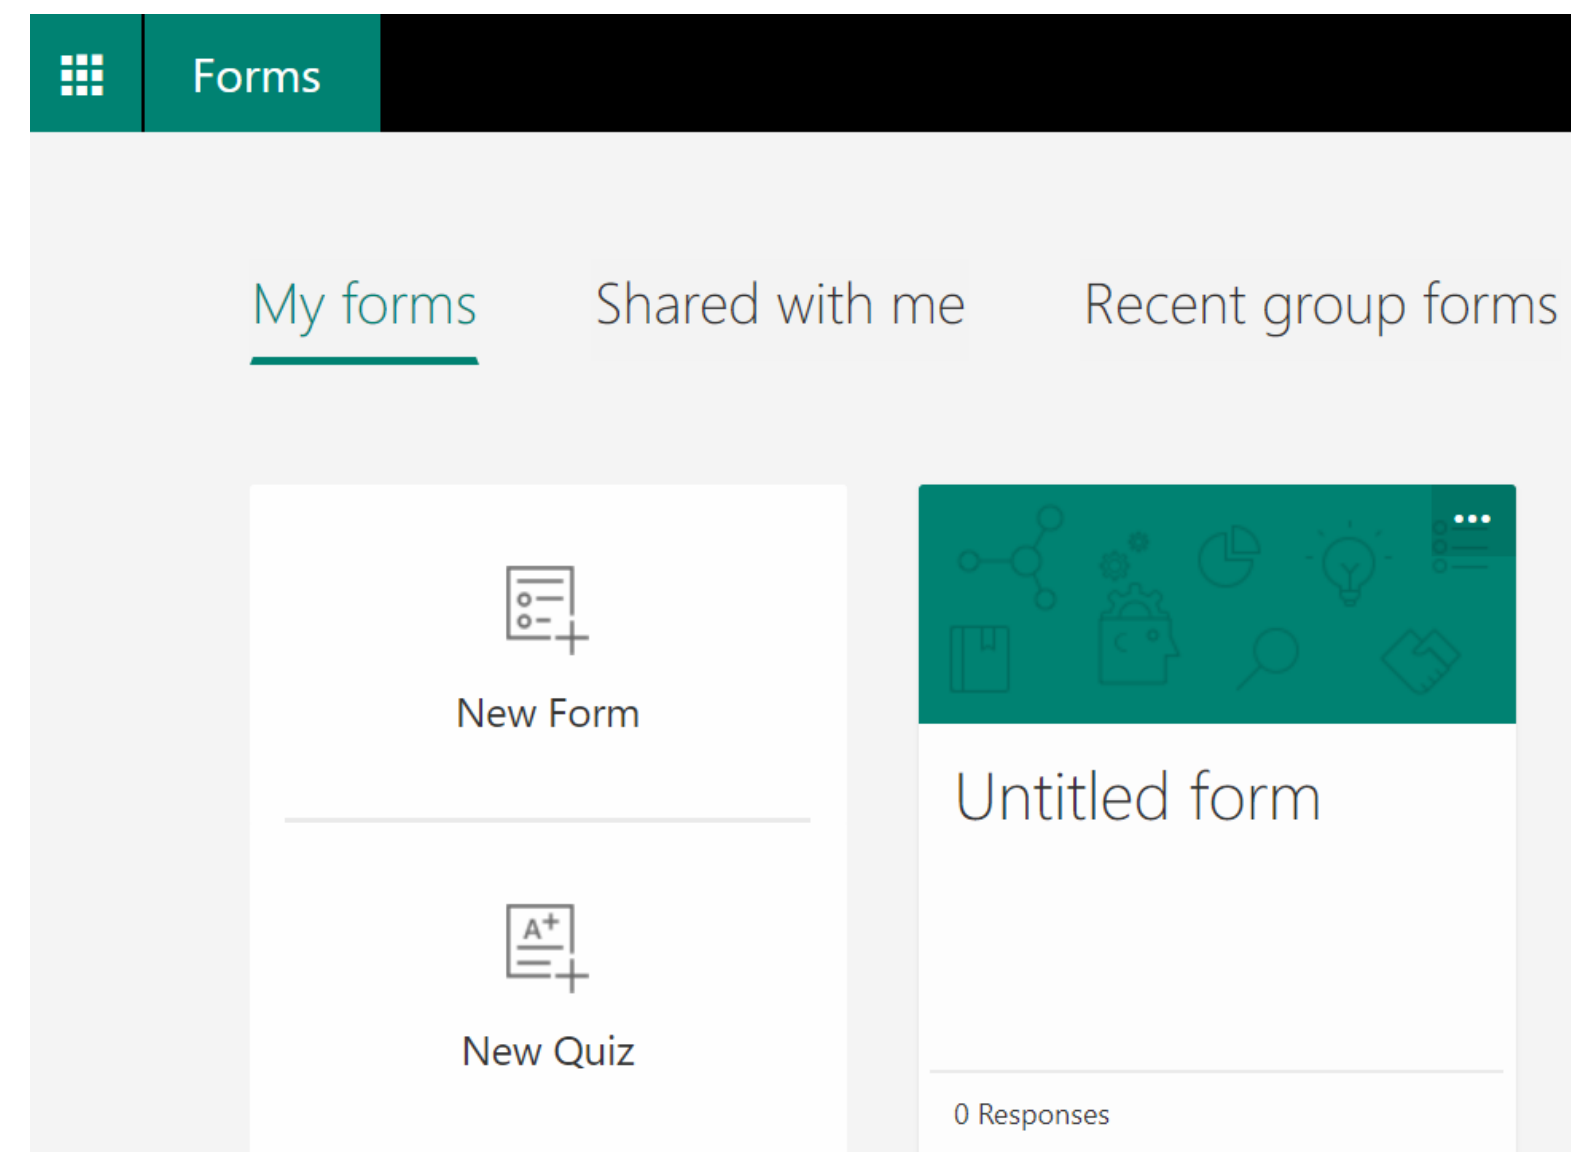 Forms
My forms
Shared with me
Recent group forms
New Form
A+
New Quiz
Untitled form
0 Responses